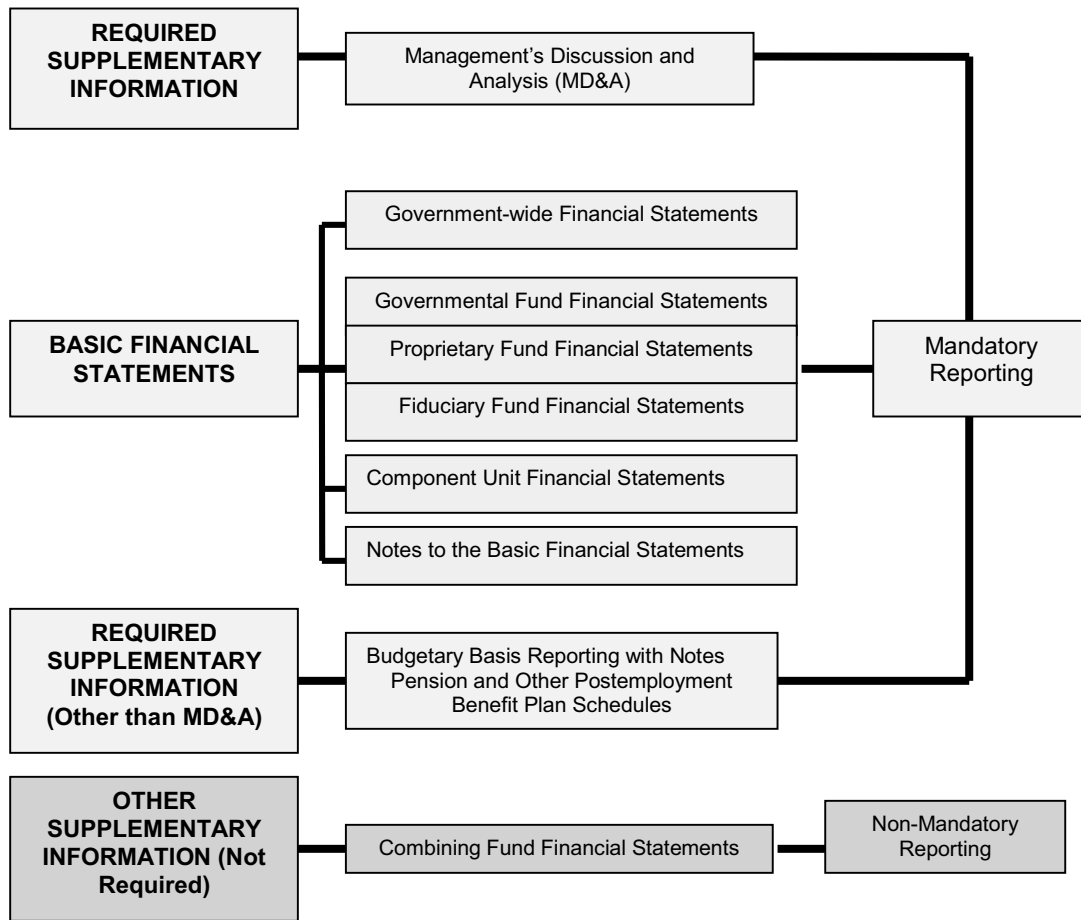 REQUIRED
SUPPLEMENTARY
INFORMATION
Management’s Discussion and
Analysis (MD&A)
Government-wide Financial Statements
Governmental Fund Financial Statements
BASIC FINANCIAL
STATEMENTS
Proprietary Fund Financial Statements
Mandatory
Reporting
Fiduciary Fund Financial Statements
Component Unit Financial Statements
Notes to the Basic Financial Statements
REQUIRED
SUPPLEMENTARY
INFORMATION
(Other than MD&A)
Budgetary Basis Reporting with Notes
Pension and Other Postemployment
Benefit Plan Schedules
OTHER
SUPPLEMENTARY
INFORMATION (Not
Required)
Combining Fund Financial Statements
Non-Mandatory
Reporting